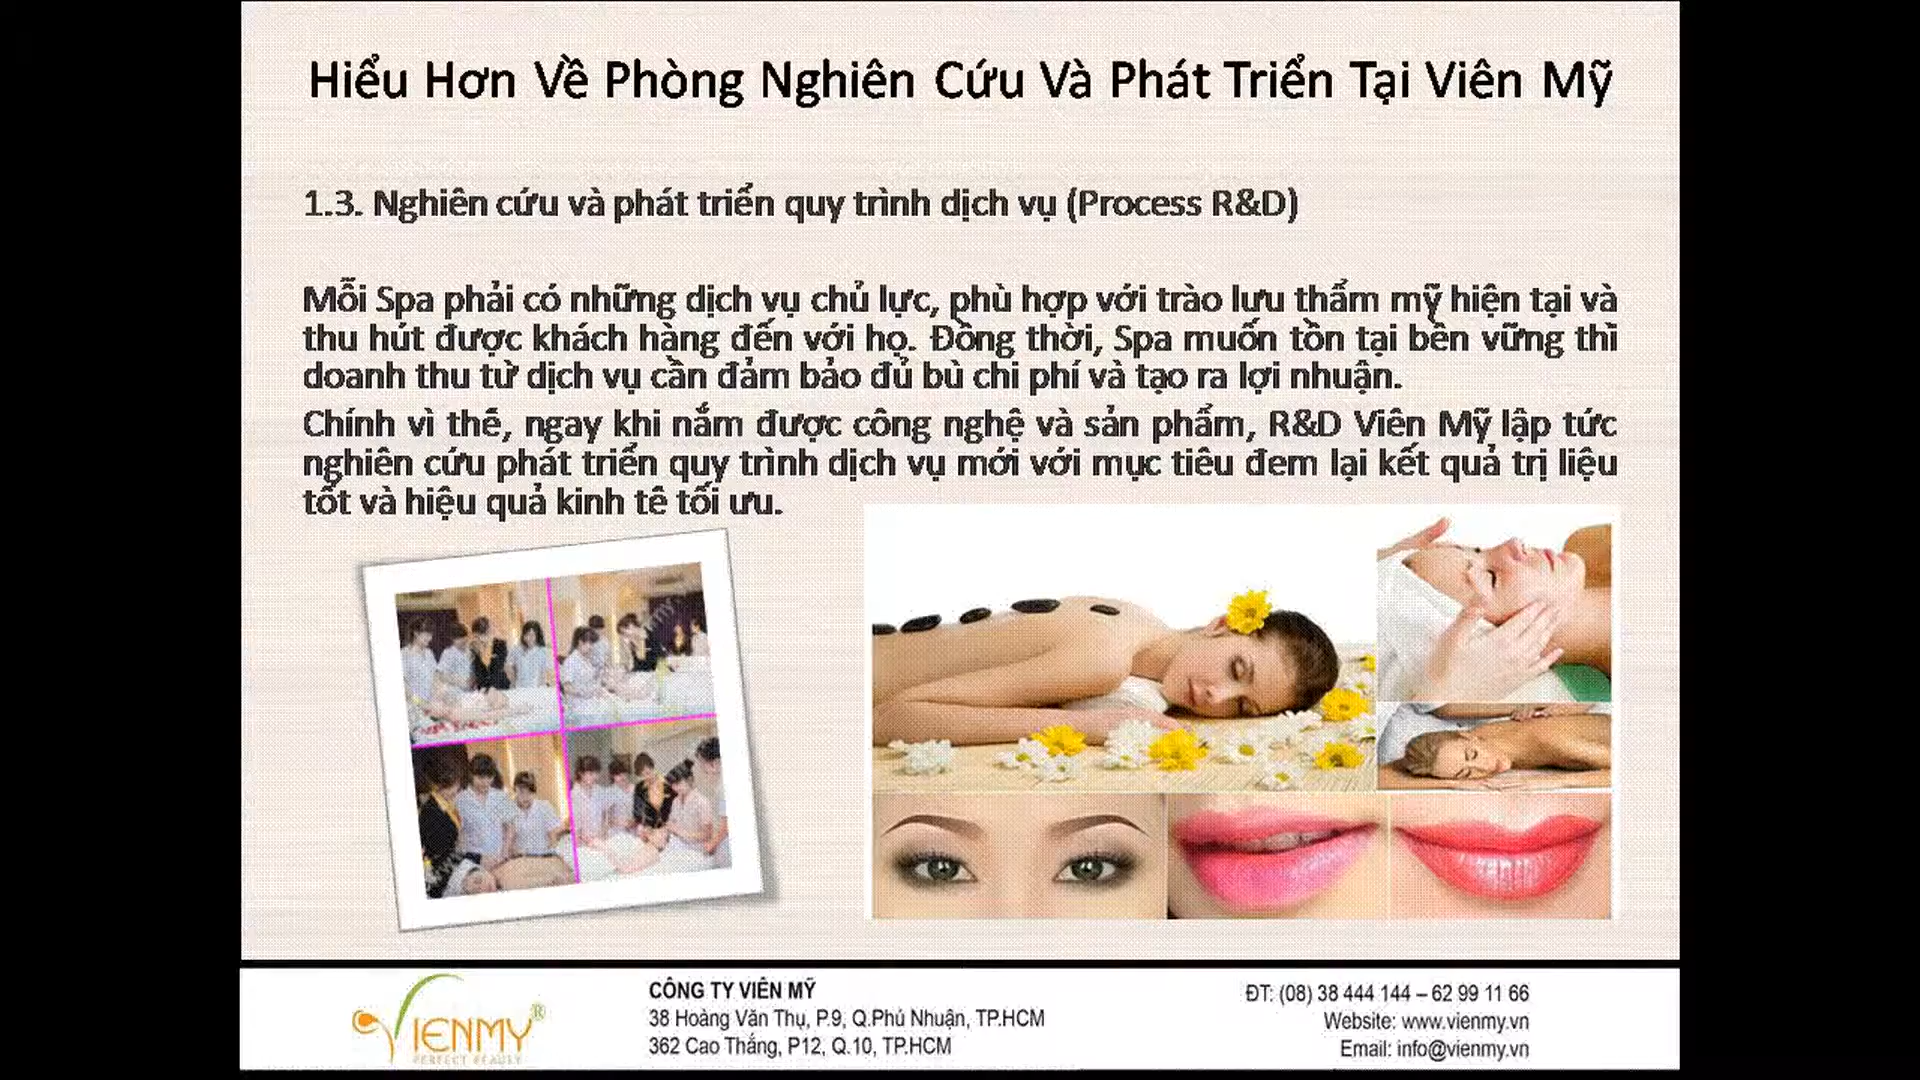 Hiểu Hơn Về Phòng Nghiên Cứu Và Phát Triển Tại Viên Mỹ
1.3. Nghiên cứu và phát triển quy trình dịch vụ (Process R&D)
Mỗi Spa phải có những dịch vụ chủ lực, phù hợp với trào lưu thẩm mỹ hiện tại và
thu hút được khách hàng đến với họ. Đồng thời, Spa muốn tồn tại bền vững thì
doanh thu từ dịch vụ cần đảm bảo đủ bù chi phí và tạo ra lợi nhuận.
Chính vì thế, ngay khi nắm được công nghệ và sản phẩm, R&D Viên Mỹ lập tức
nghiên cứu phát triển quy trình dịch vụ mới với mục tiêu đem lại kết quả trị liệu
tốt và hiệu quả kinh tế tối ưu.
VIENMY®
PERFECT BEAUTY
CÔNG TY VIÊN MỸ
38 Hoàng Văn Thụ, P.9, Q.Phú Nhuận, TP.HCM
362 Cao Thắng, P12, Q.10, TP.HCM
ĐT: (08) 38 444 144 – 62 99 11 66
Website: www.vienmy.vn
Email: info@vienmy.vn